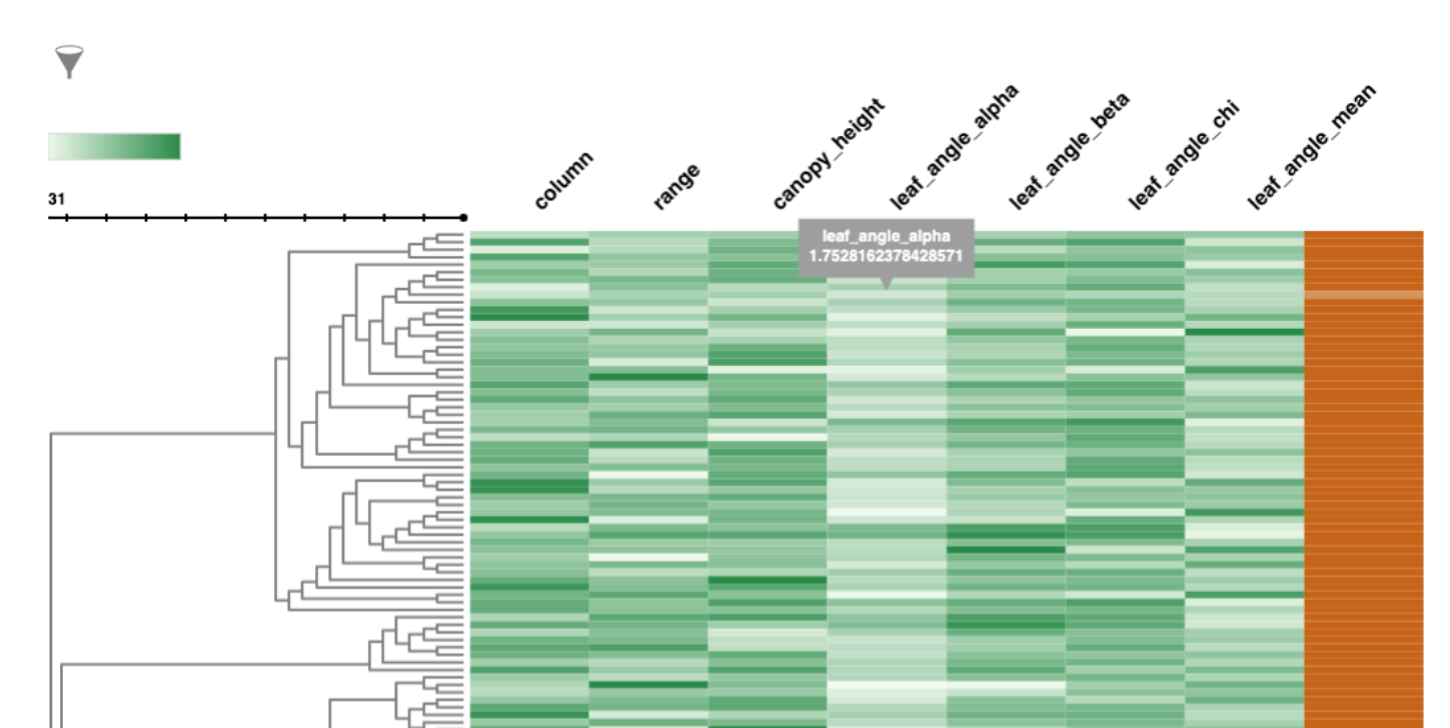 31
column
range
canopy_height
leaf_angle_alpha
leaf_angle_beta
leaf_angle_chi
leaf_angle_mean
leaf_angle_alpha
1.7528162378428571